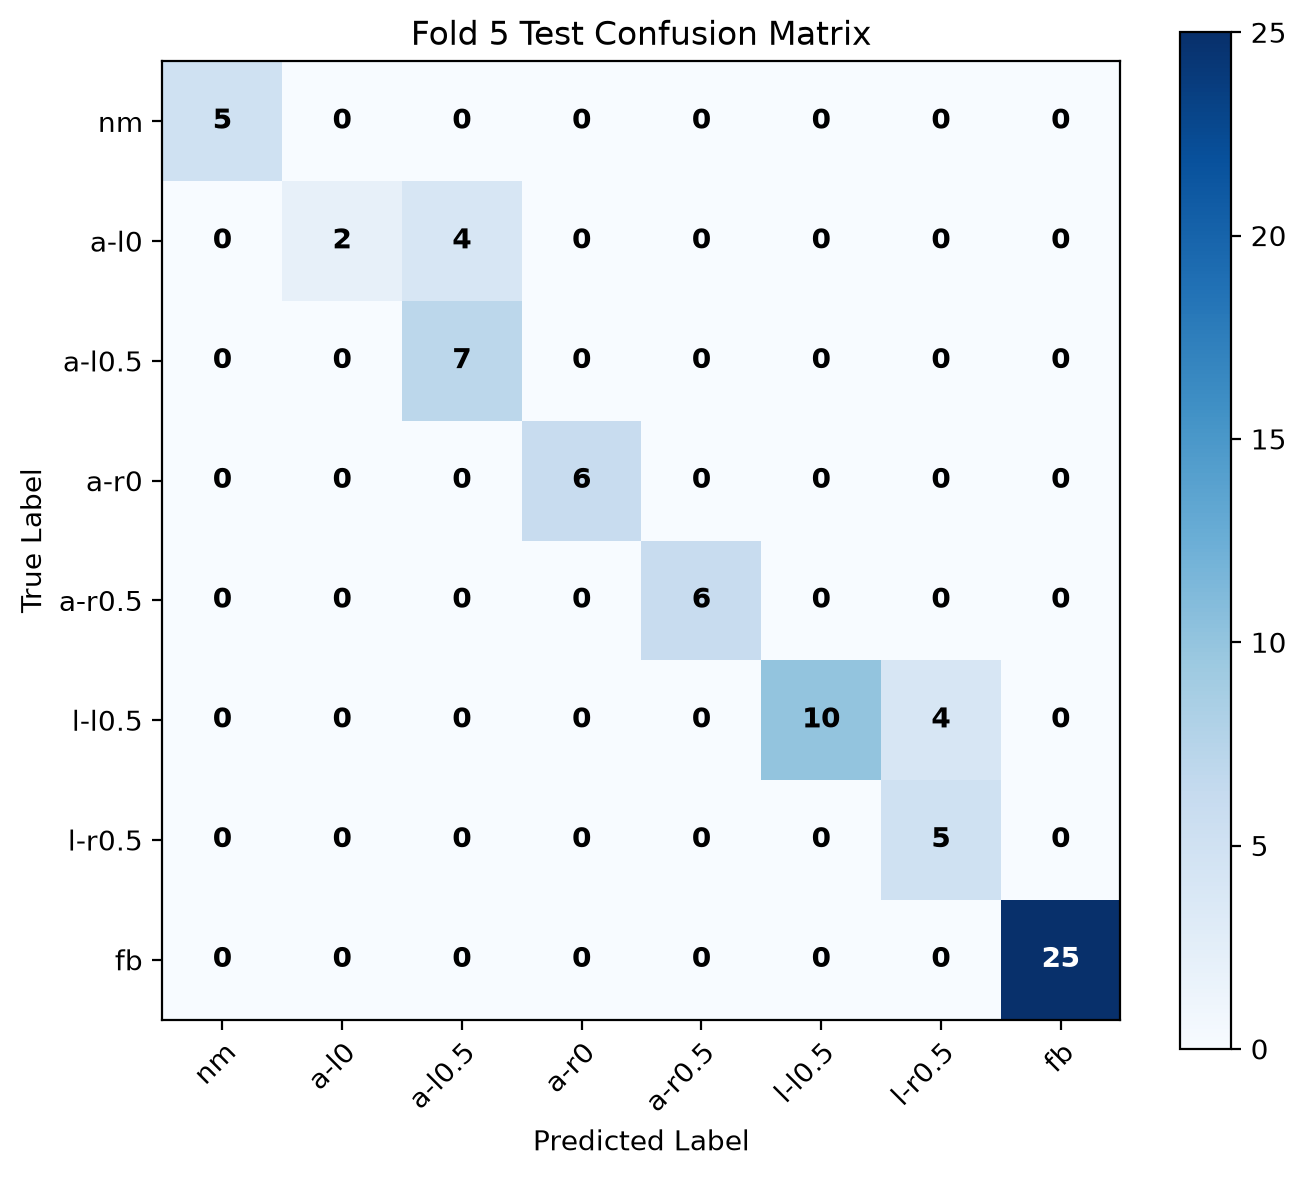 Fold 5 Test Confusion Matrix
nm 5 0 0 0 0 0 0 0
a-l0 0 2 4 0 0 0 0 0
a-l0.5 0 0 7 0 0 0 0 0
a-r0 0 0 0 6 0 0 0 0
a-r0.5 0 0 0 0 6 0 0 0
l-l0.5 0 0 0 0 0 10 4 0
l-r0.5 0 0 0 0 0 0 5 0
fb 0 0 0 0 0 0 0 25
nm a-l0 a-l0.5 a-r0 a-r0.5 l-l0.5 l-r0.5 fb
Predicted Label
True Label
25
20
15
10
5
0